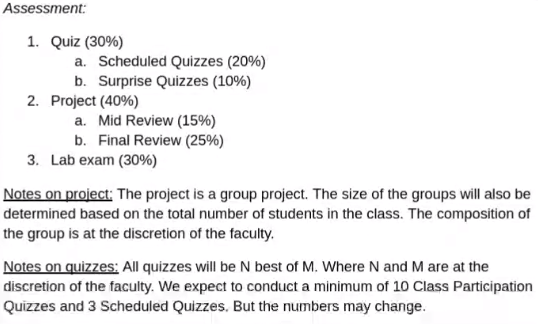 Assessment:
1. Quiz (30%)
a. Scheduled Quizzes (20%)
b. Surprise Quizzes (10%)
2. Project (40%)
a. Mid Review (15%)
b. Final Review (25%)
3. Lab exam (30%)
Notes on project: The project is a group project. The size of the groups will also be
determined based on the total number of students in the class. The composition of
the group is at the discretion of the faculty.
Notes on quizzes: All quizzes will be N best of M. Where N and M are at the
discretion of the faculty. We expect to conduct a minimum of 10 Class Participation
Quizzes and 3 Scheduled Quizzes. But the numbers may change.